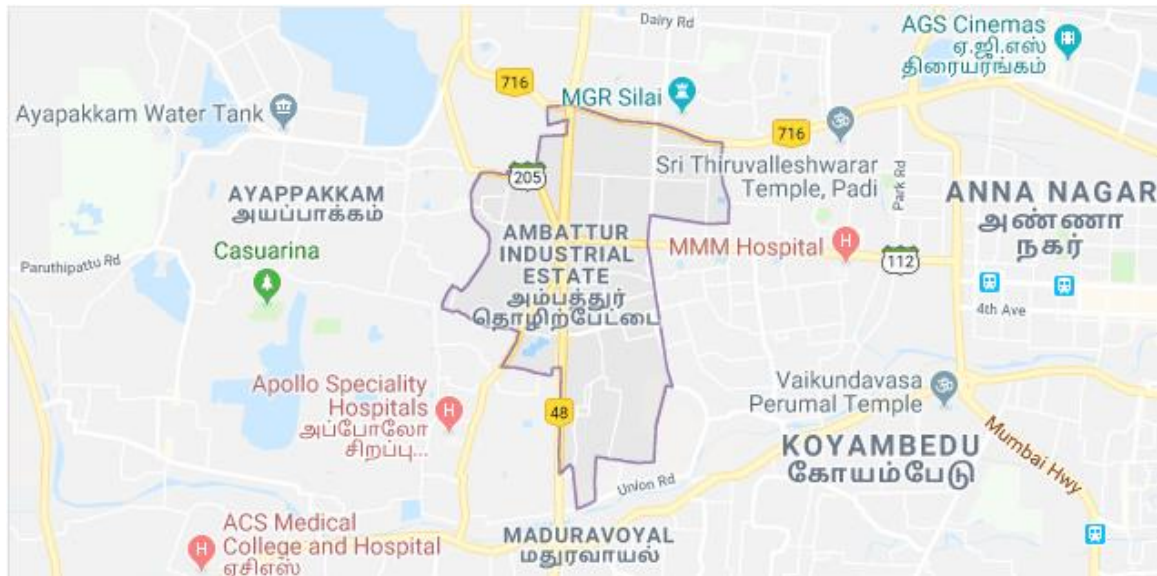 Dairy Rd
AGS Cinemas
ஏ.ஜி.எஸ்
திரையரங்கம்
716
MGR Silai
Ayapakkam Water Tank
716
205
Sri Thiruvalleshwarar
Temple, Padi
Park Rd
AYAPPAKKAM
அயப்பாக்கம்
ANNA NAGAR
அண்ணா
நகர்
AMBATTUR
INDUSTRIAL
ESTATE
அம்பத்துர்
தொழிற்பேட்டை
MMM Hospital
112
Paruthipattu Rd
Casuarina
4th Ave
Apollo Speciality
Hospitals
அப்போலோ
சிறப்பு...
Vaikundavasa
Perumal Temple
48
KOYAMBEDU
கோயம்பேடு
Mumbai Hwy
Union Rd
ACS Medical
College and Hospital
ஏசிஎஸ்
MADURAVOYAL
மதுரவாயல்